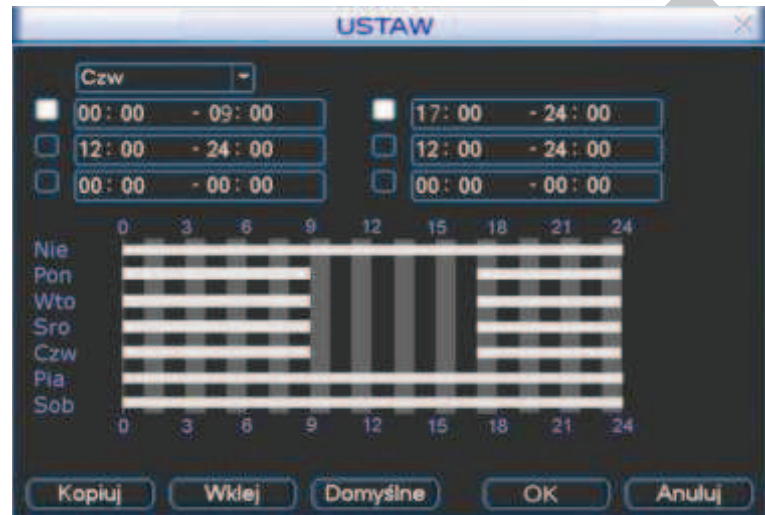 USTAW
Czw
00:00 - 09:00 17:00 - 24:00
12:00 - 24:00 12:00 - 24:00
00:00 - 00:00 00:00 - 00:00
0 3 6 9 12 15 18 21 24
Nie
Pon
Wto
Sro
Czw
Pia
Sob
0 3 6 9 12 15 18 21 24
Kopiuj Wklej Domyślne OK Anuluj